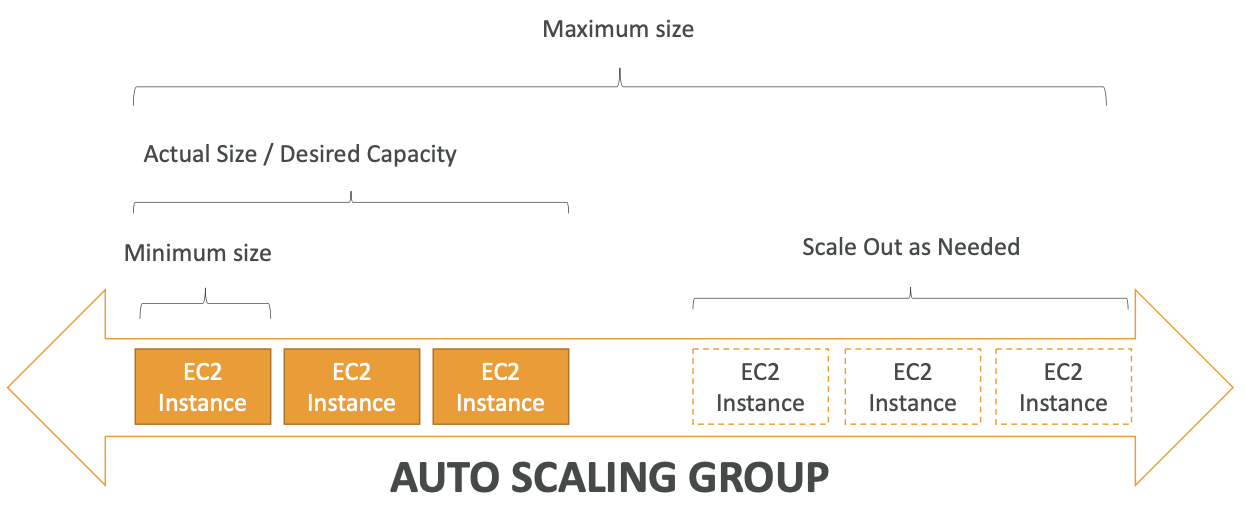 Maximum size
Actual Size / Desired Capacity
Minimum size
Scale Out as Needed
EC2
Instance
EC2
Instance
EC2
Instance
EC2
Instance
EC2
Instance
EC2
Instance
AUTO SCALING GROUP